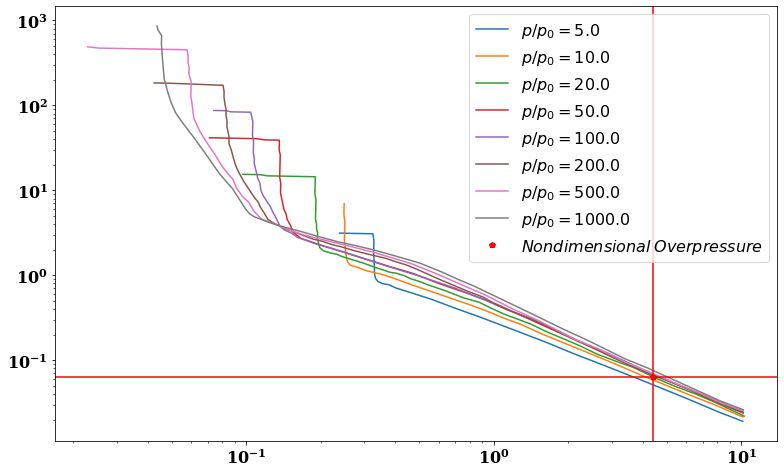 10³
10²
10¹
10⁰
10⁻¹
p/p₀ = 5.0
p/p₀ = 10.0
p/p₀ = 20.0
p/p₀ = 50.0
p/p₀ = 100.0
p/p₀ = 200.0
p/p₀ = 500.0
p/p₀ = 1000.0
Nondimensional Overpressure
10⁻¹
10⁰
10¹